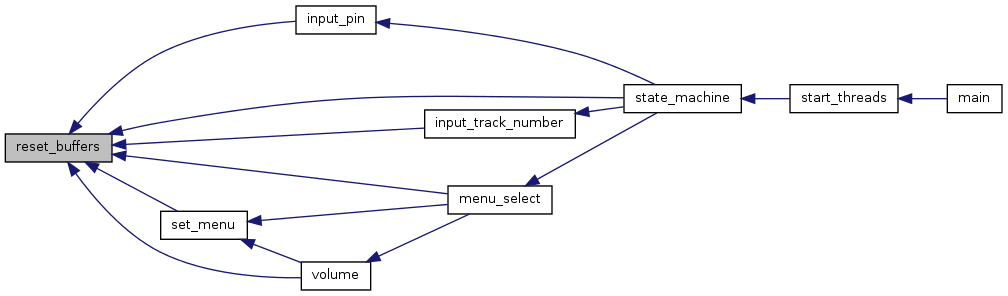 input_pin
state_machine
start_threads
main
input_track_number
reset_buffers
menu_select
set_menu
volume